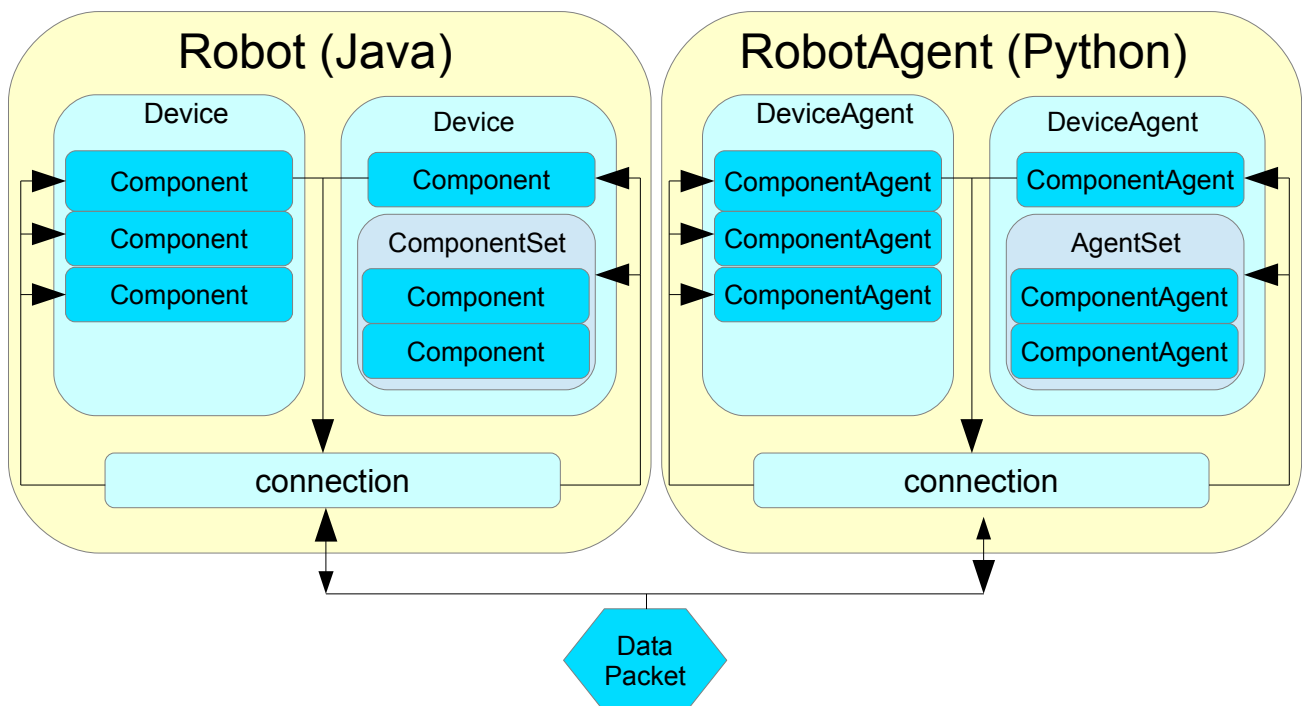 Robot (Java)
Device
Component
Component
Component
Device
Component
ComponentSet
Component
Component
connection
RobotAgent (Python)
DeviceAgent
ComponentAgent
ComponentAgent
ComponentAgent
DeviceAgent
ComponentAgent
AgentSet
ComponentAgent
ComponentAgent
connection
Data
Packet